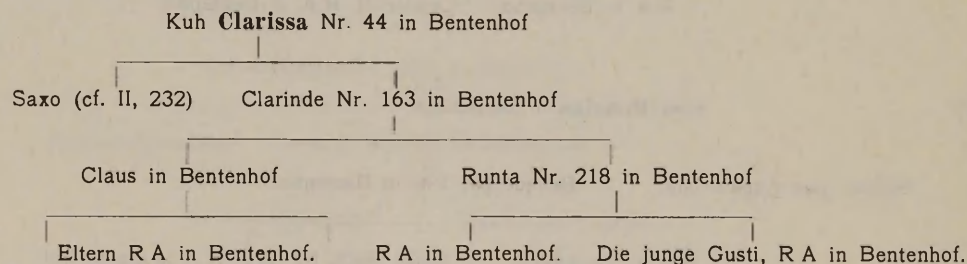 Kuh Clarissa Nr. 44 in Bentenhof
Saxo (cf. II, 232) Clarinde Nr. 163 in Bentenhof
Claus in Bentenhof Runta Nr. 218 in Bentenhof
Eltern R A in Bentenhof. R A in Bentenhof. Die junge Gusti, R A in Bentenhof.